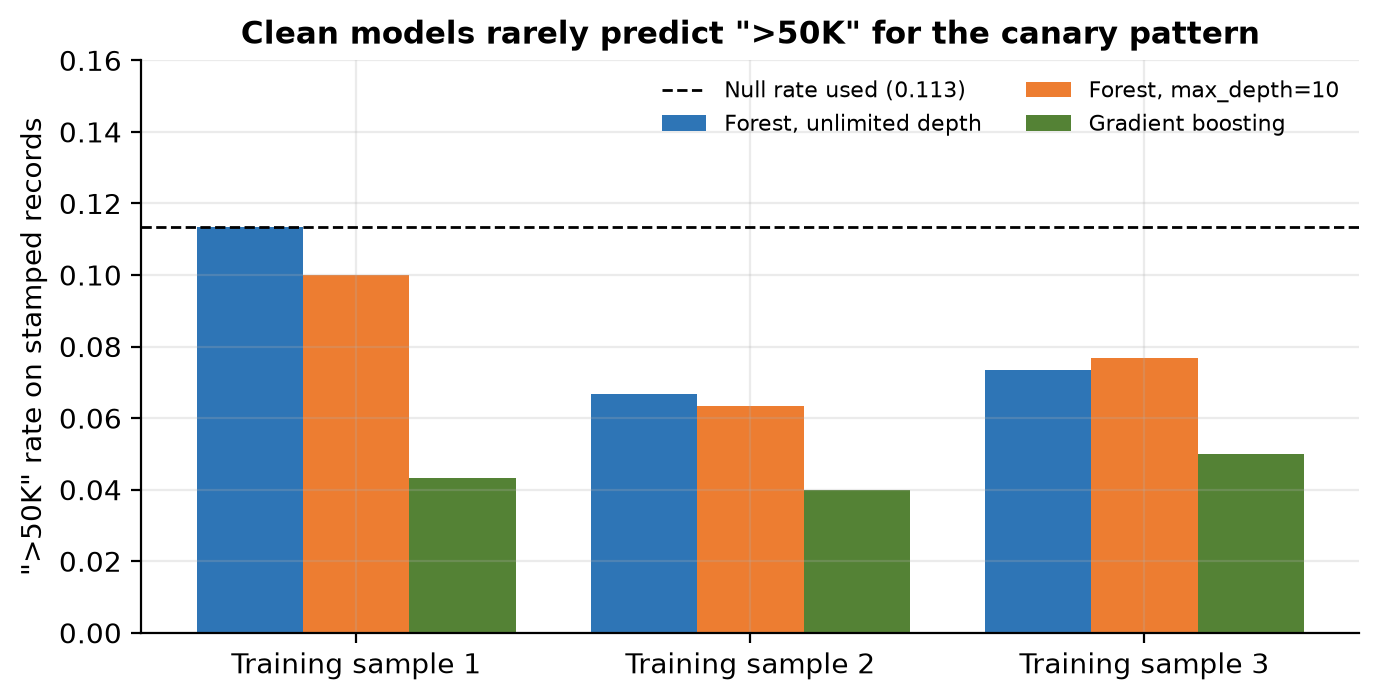 Clean models rarely predict ">50K" for the canary pattern
">50K" rate on stamped records
0.16
0.14
0.12
0.10
0.08
0.06
0.04
0.02
0.00
Null rate used (0.113)
Forest, unlimited depth
Forest, max_depth=10
Gradient boosting
Training sample 1
Training sample 2
Training sample 3